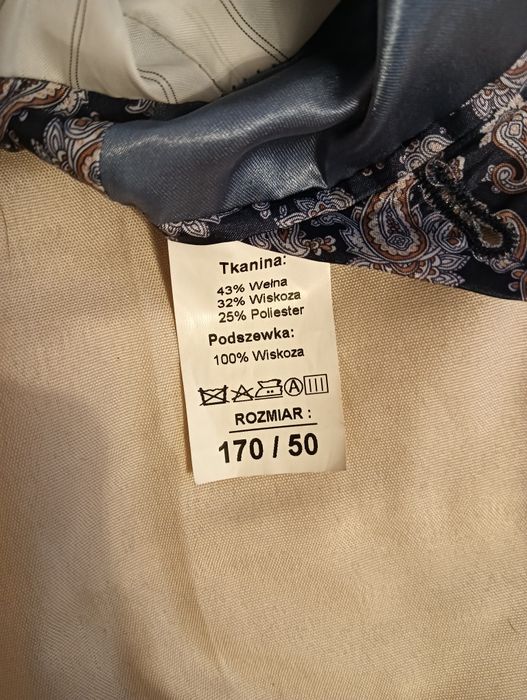 Tkanina:
43% Wełna
32% Wiskoza
25% Poliester
Podszewka:
100% Wiskoza
A
ROZMIAR :
170 / 50